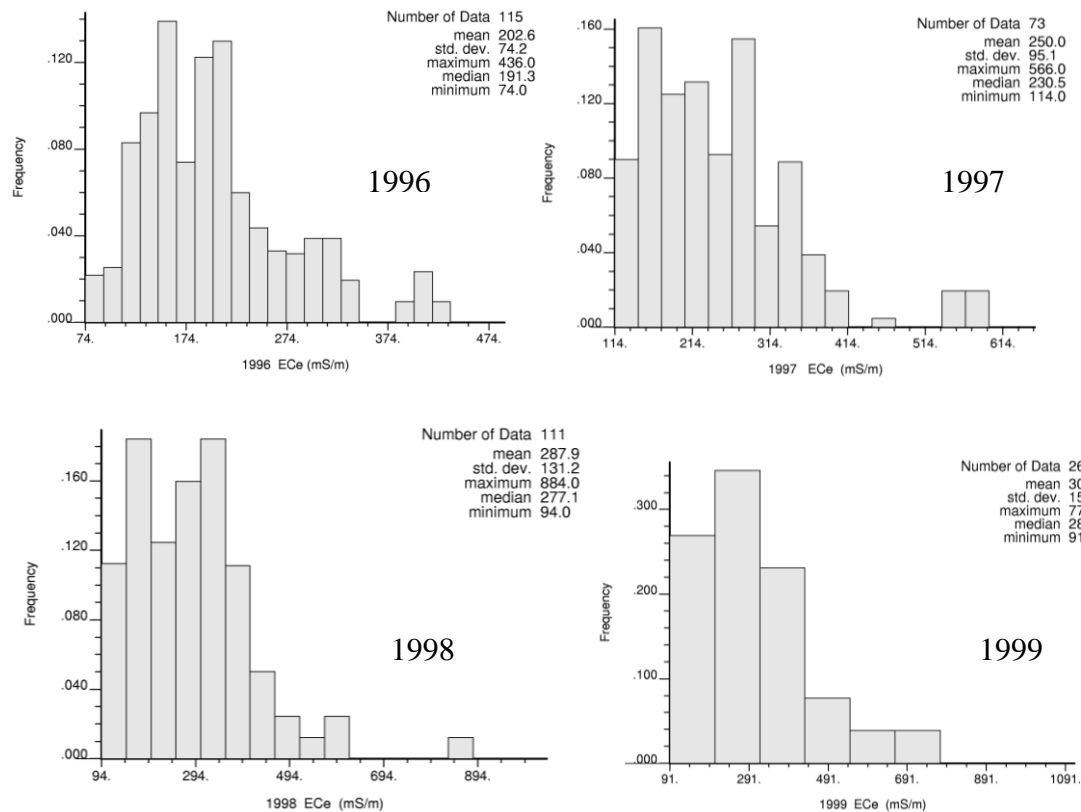 Number of Data 115
mean 202.6
std. dev. 74.2
maximum 436.0
median 191.3
minimum 74.0
.120
.080
.040
.000
Frequency
1996
74. 174. 274. 374. 474.
1996 ECe (mS/m)
Number of Data 73
mean 250.0
std. dev. 95.1
maximum 566.0
median 230.5
minimum 114.0
.160
.120
.080
.040
.000
Frequency
1997
114. 214. 314. 414. 514. 614.
1997 ECe (mS/m)
Number of Data 111
mean 287.9
std. dev. 131.2
maximum 884.0
median 277.1
minimum 94.0
.160
.120
.080
.040
.000
Frequency
1998
94. 294. 494. 694. 894.
1998 ECe (mS/m)
Number of Data 26
mean 30
std. dev. 15
maximum 77
median 28
minimum 91
.300
.200
.100
.000
Frequency
1999
91. 291. 491. 691. 891. 1091.
1999 ECe (mS/m)